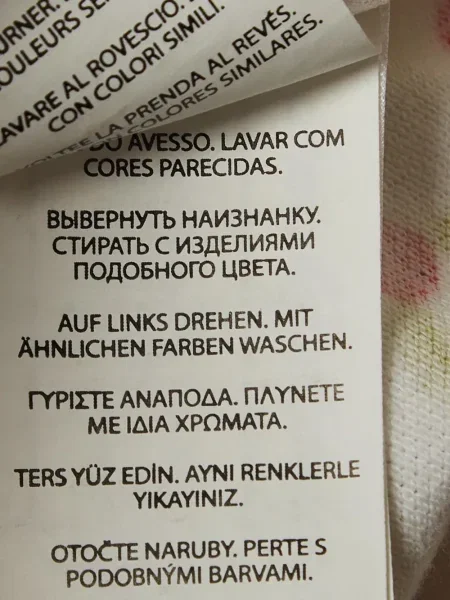 URNER.
OULEURS SE
LAVARE AL ROVESCIO.
CON COLORI SIMILI.
LA PRENDA AL REVÉS.
COLORES SIMILARES.
DO AVESSO. LAVAR COM
CORES PARECIDAS.
ВЫВЕРНУТЬ НАИЗНАНКУ.
СТИРАТЬ С ИЗДЕЛИЯМИ
ПОДОБНОГО ЦВЕТА.
AUF LINKS DREHEN. MIT
ÄHNLICHEN FARBEN WASCHEN.
ΓΥΡΙΣΤΕ ΑΝΑΠΟΔΑ. ΠΛΥΝΕΤΕ
ΜΕ ΙΔΙΑ ΧΡΩΜΑΤΑ.
TERS YÜZ EDİN. AYNI RENKLERLE
YIKAYINIZ.
OTOČTE NARUBY. PERTE S
PODOBNÝMI BARVAMI.